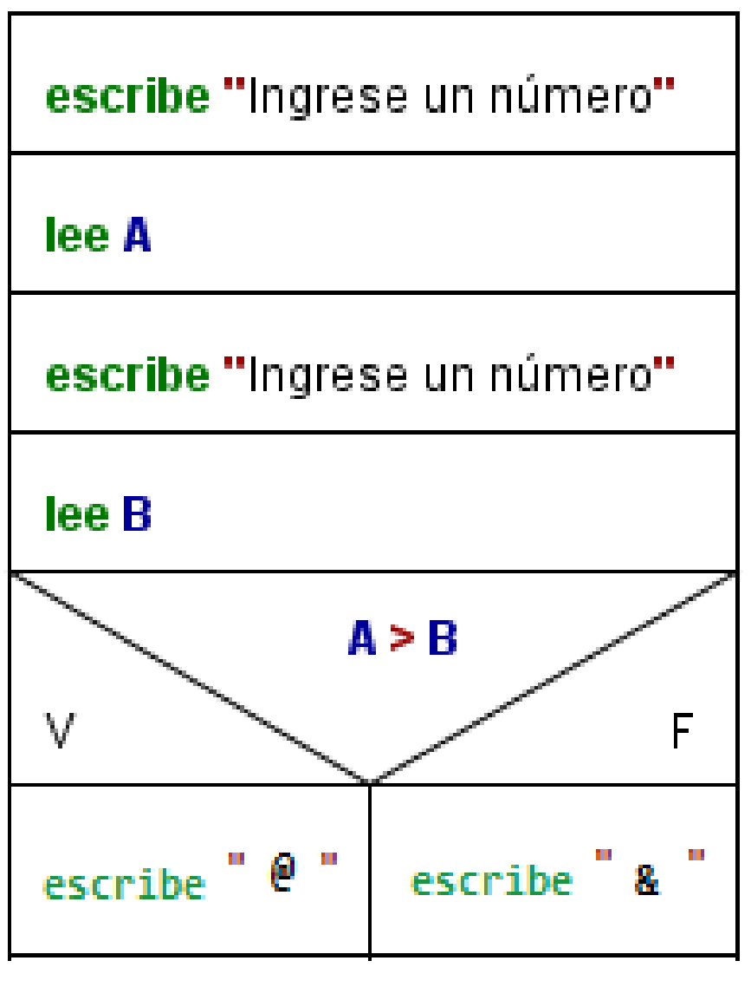 escribe "Ingrese un número"
lee A
escribe "Ingrese un número"
lee B
A > B
V F
escribe " @ " escribe " & "